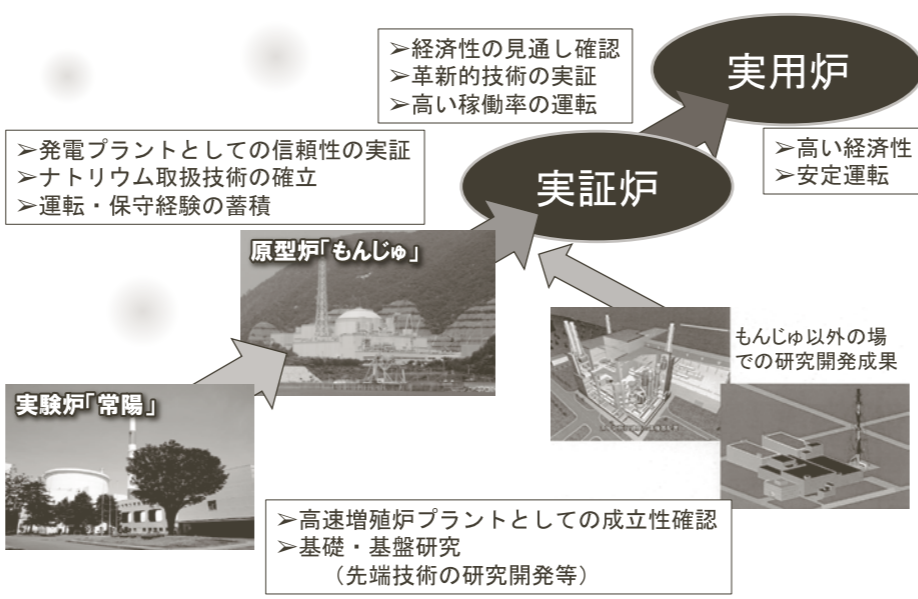 ➢経済性の見通し確認
➢革新的技術の実証
➢高い稼働率の運転
実用炉
➢高い経済性
➢安定運転
➢発電プラントとしての信頼性の実証
➢ナトリウム取扱技術の確立
➢運転・保守経験の蓄積
実証炉
原型炉「もんじゅ」
もんじゅ以外の場
での研究開発成果
実験炉「常陽」
➢高速増殖炉プラントとしての成立性確認
➢基礎・基盤研究
（先端技術の研究開発等）